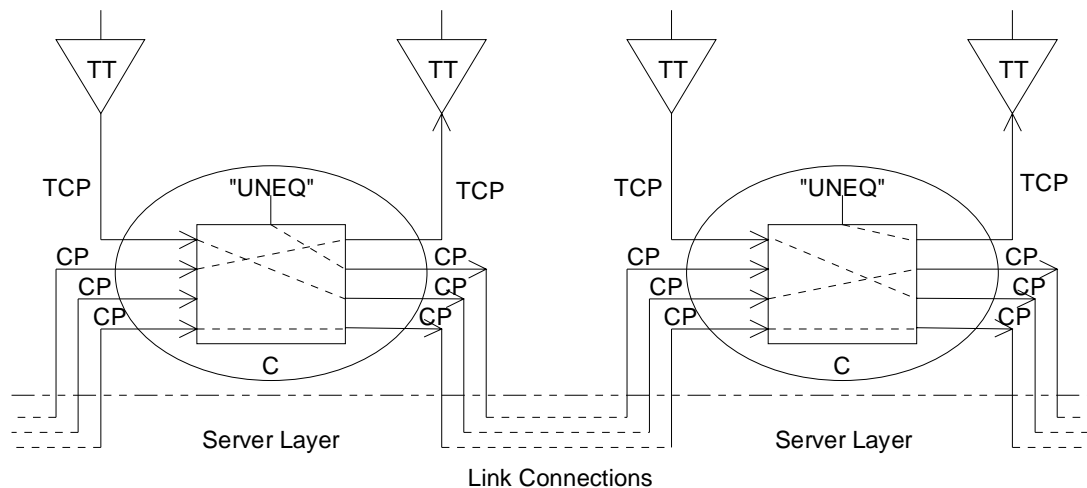 TT TT TT TT
TCP "UNEQ" TCP TCP "UNEQ" TCP
CP CP CP CP
CP CP CP CP
CP CP CP CP
C C
Server Layer Server Layer
Link Connections